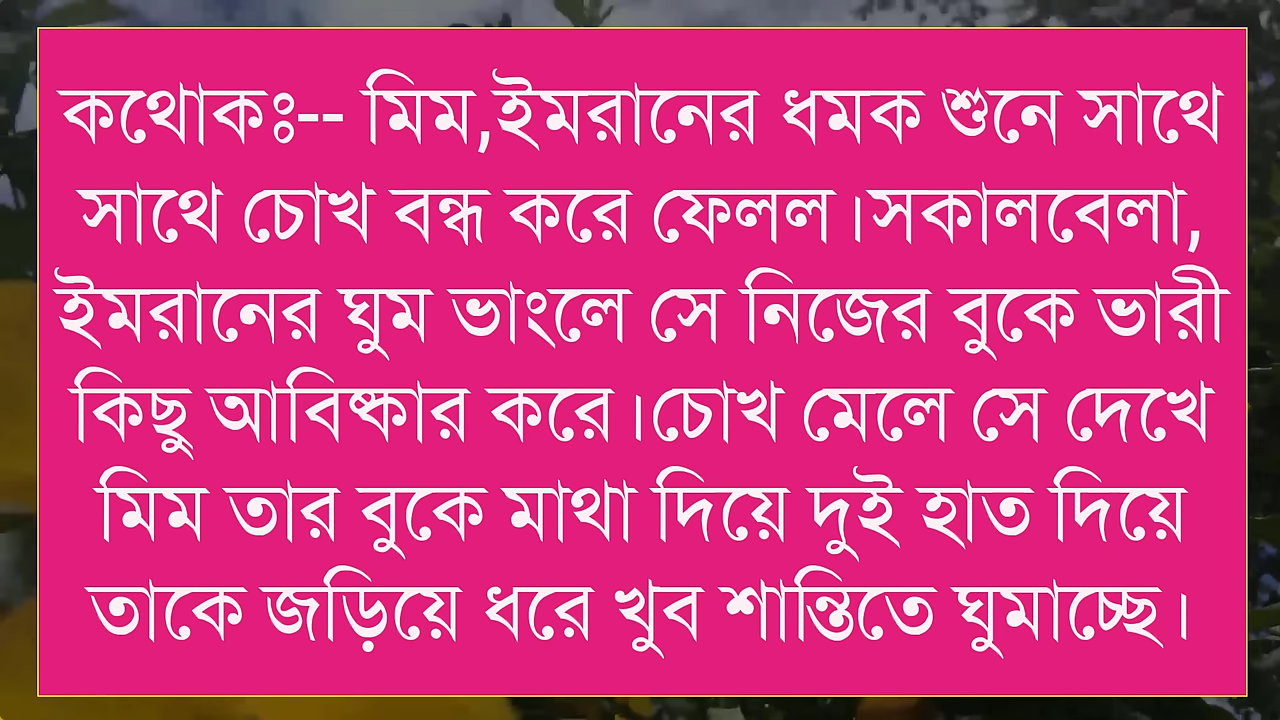 কথোকঃ-- মিম,ইমরানের ধমক শুনে সাথে
সাথে চোখ বন্ধ করে ফেলল।সকালবেলা,
ইমরানের ঘুম ভাংলে সে নিজের বুকে ভারী
কিছু আবিষ্কার করে।চোখ মেলে সে দেখে
মিম তার বুকে মাথা দিয়ে দুই হাত দিয়ে
তাকে জড়িয়ে ধরে খুব শান্তিতে ঘুমাচ্ছে।